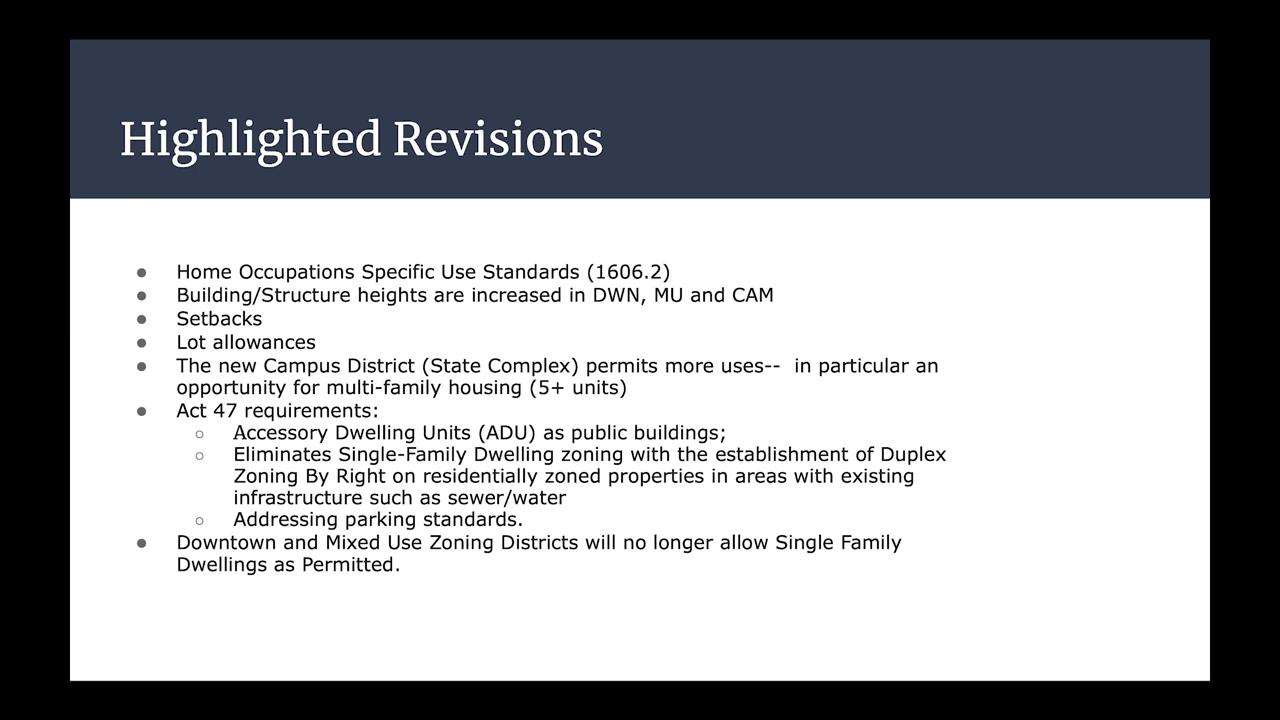 Highlighted Revisions
● Home Occupations Specific Use Standards (1606.2)
● Building/Structure heights are increased in DWN, MU and CAM
● Setbacks
● Lot allowances
● The new Campus District (State Complex) permits more uses-- in particular an
opportunity for multi-family housing (5+ units)
● Act 47 requirements:
○ Accessory Dwelling Units (ADU) as public buildings;
○ Eliminates Single-Family Dwelling zoning with the establishment of Duplex
Zoning By Right on residentially zoned properties in areas with existing
infrastructure such as sewer/water
○ Addressing parking standards.
● Downtown and Mixed Use Zoning Districts will no longer allow Single Family
Dwellings as Permitted.